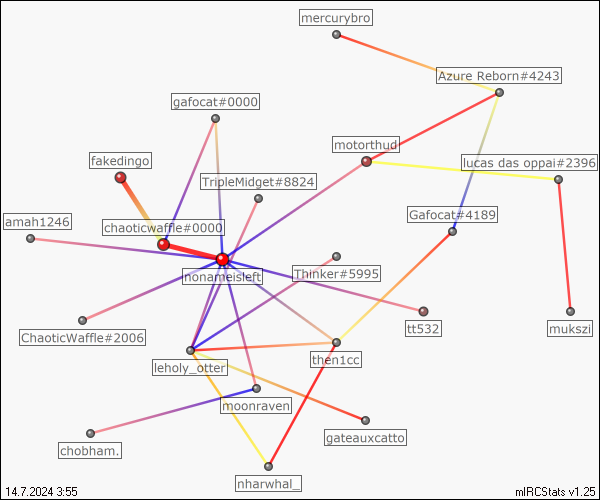 mercurybro
Azure Reborn#4243
gafocat#0000
motorthud
fakedingo
lucas das oppai#2396
TripleMidget#8824
amah1246
chaoticwaffle#0000
Gafocat#4189
nonameisleft
Thinker#5995
ChaoticWaffle#2006
tt532
mukszi
leholy_otter
then1cc
moonraven
chobham.
gateauxcatto
nharwhal_
14.7.2024 3:55
mIRCStats v1.25